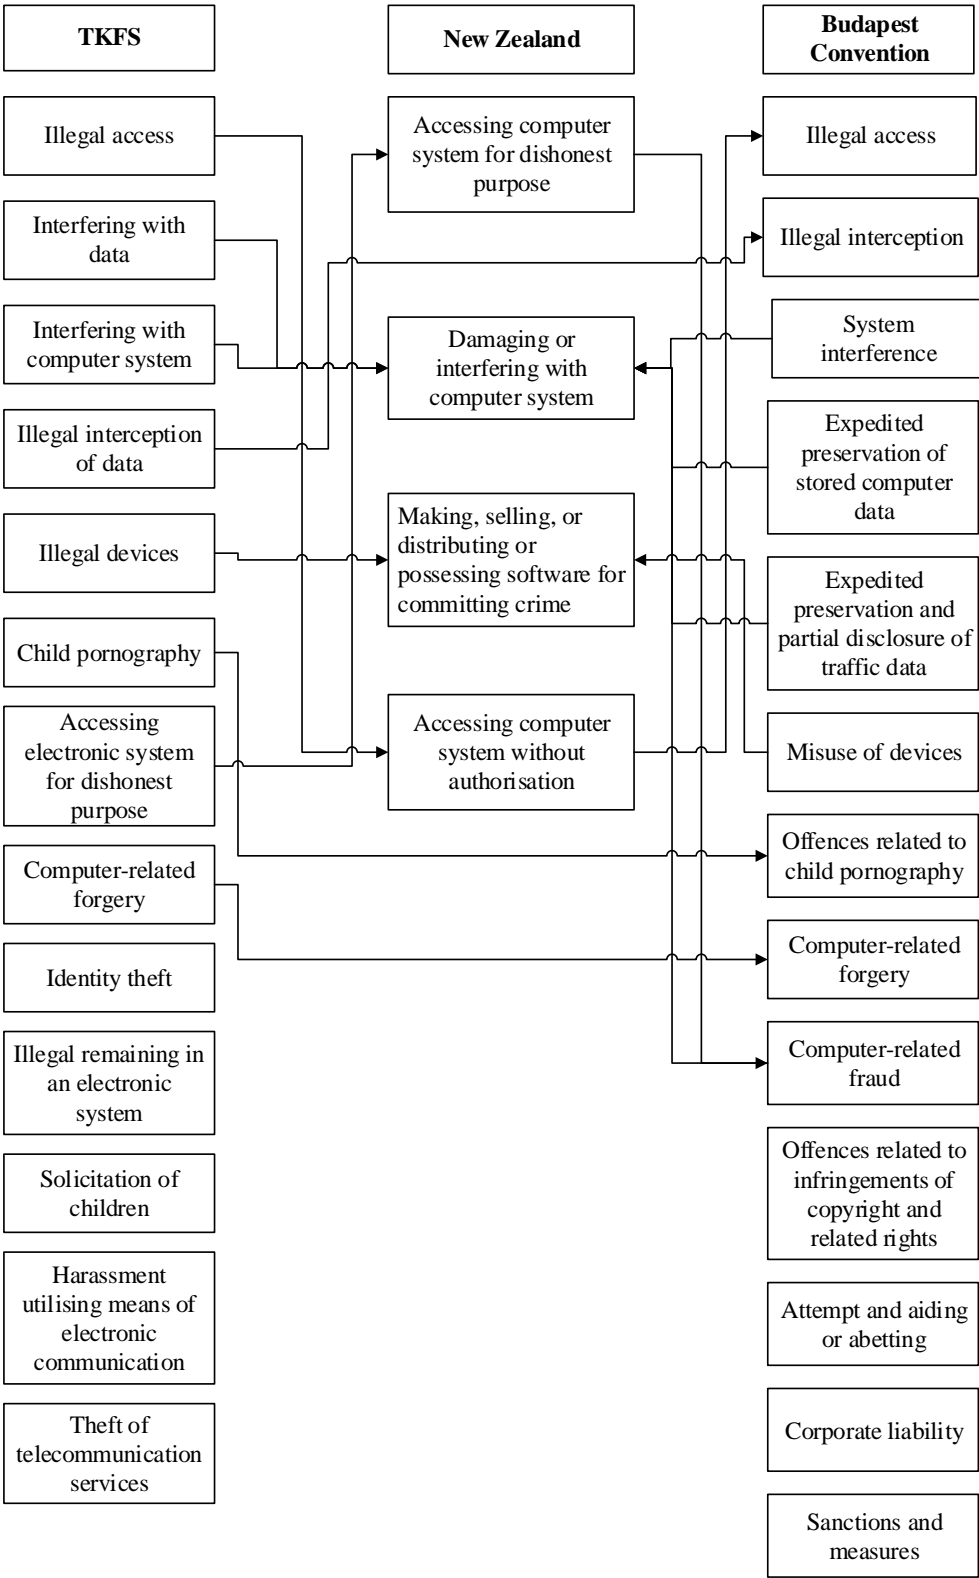 TKFS
New Zealand
Budapest
Convention
Illegal access
Interfering with
data
Interfering with
computer system
Illegal interception
of data
Illegal devices
Child pornography
Accessing
electronic system
for dishonest
purpose
Computer-related
forgery
Identity theft
Illegal remaining in
an electronic
system
Solicitation of
children
Harassment
utilising means of
electronic
communication
Theft of
telecommunication
services
Accessing computer
system for dishonest
purpose
Damaging or
interfering with
computer system
Making, selling, or
distributing or
possessing software for
committing crime
Accessing computer
system without
authorisation
Illegal access
Illegal interception
System
interference
Expedited
preservation of
stored computer
data
Expedited
preservation and
partial disclosure of
traffic data
Misuse of devices
Offences related to
child pornography
Computer-related
forgery
Computer-related
fraud
Offences related to
infringements of
copyright and
related rights
Attempt and aiding
or abetting
Corporate liability
Sanctions and
measures